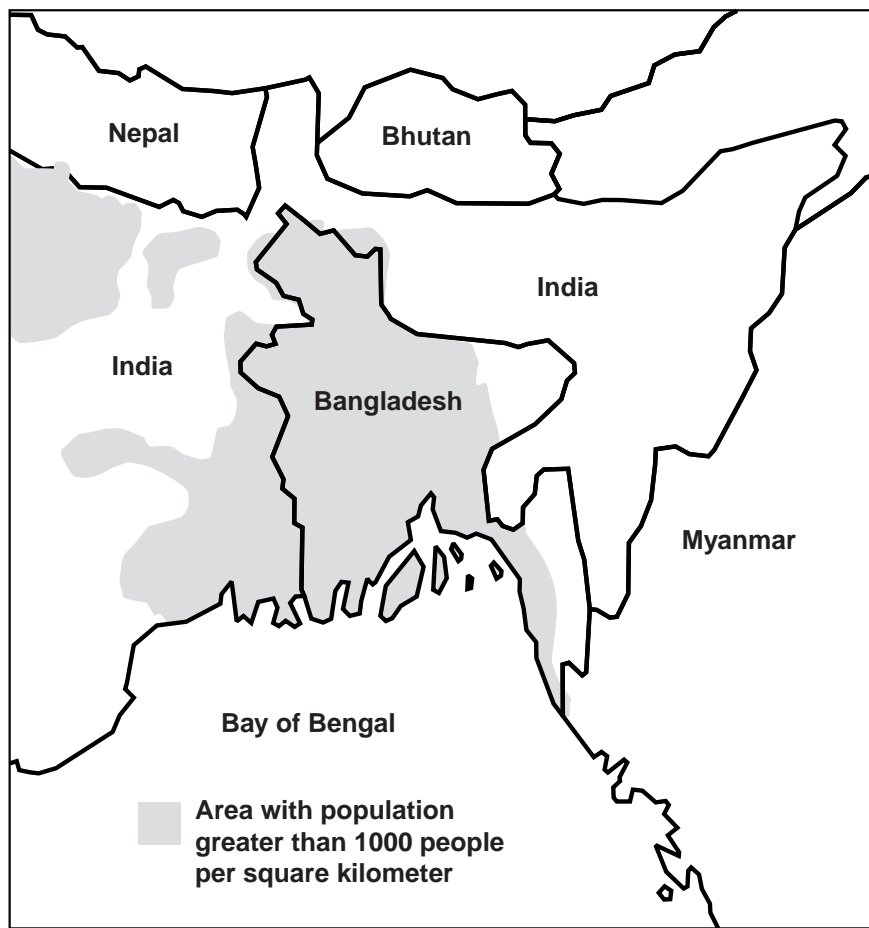 Nepal
Bhutan
India
India
Bangladesh
Myanmar
Bay of Bengal
Area with population
greater than 1000 people
per square kilometer